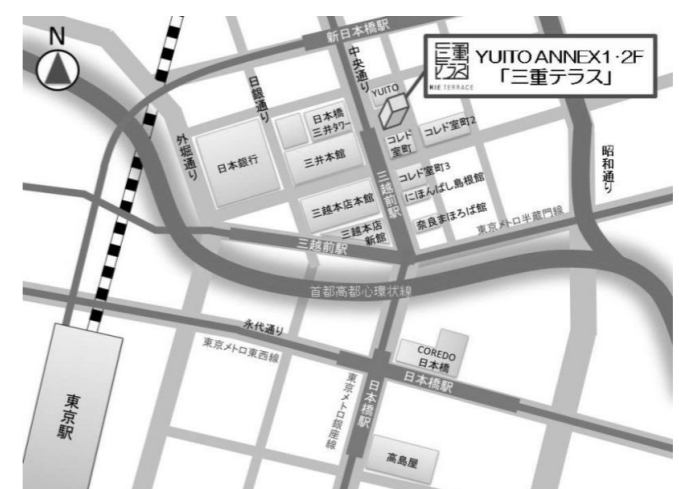 N
新日本橋駅
中央通り
三重テラス
MIE TERRACE
YUITO ANNEX1・2F
「三重テラス」
YUITO
日銀通り
外堀通り
日本橋
三井タワー
コレド
室町
コレド室町2
昭和通り
日本銀行
三井本館
三越前駅
コレド室町3
にほんばし島根館
三越本店本館
奈良まほろば館
三越本店
新館
東京メトロ半蔵門線
三越前駅
首都高都心環状線
永代通り
東京メトロ東西線
COREDO
日本橋
日本橋駅
日本橋駅
東京メトロ銀座線
東京駅
高島屋